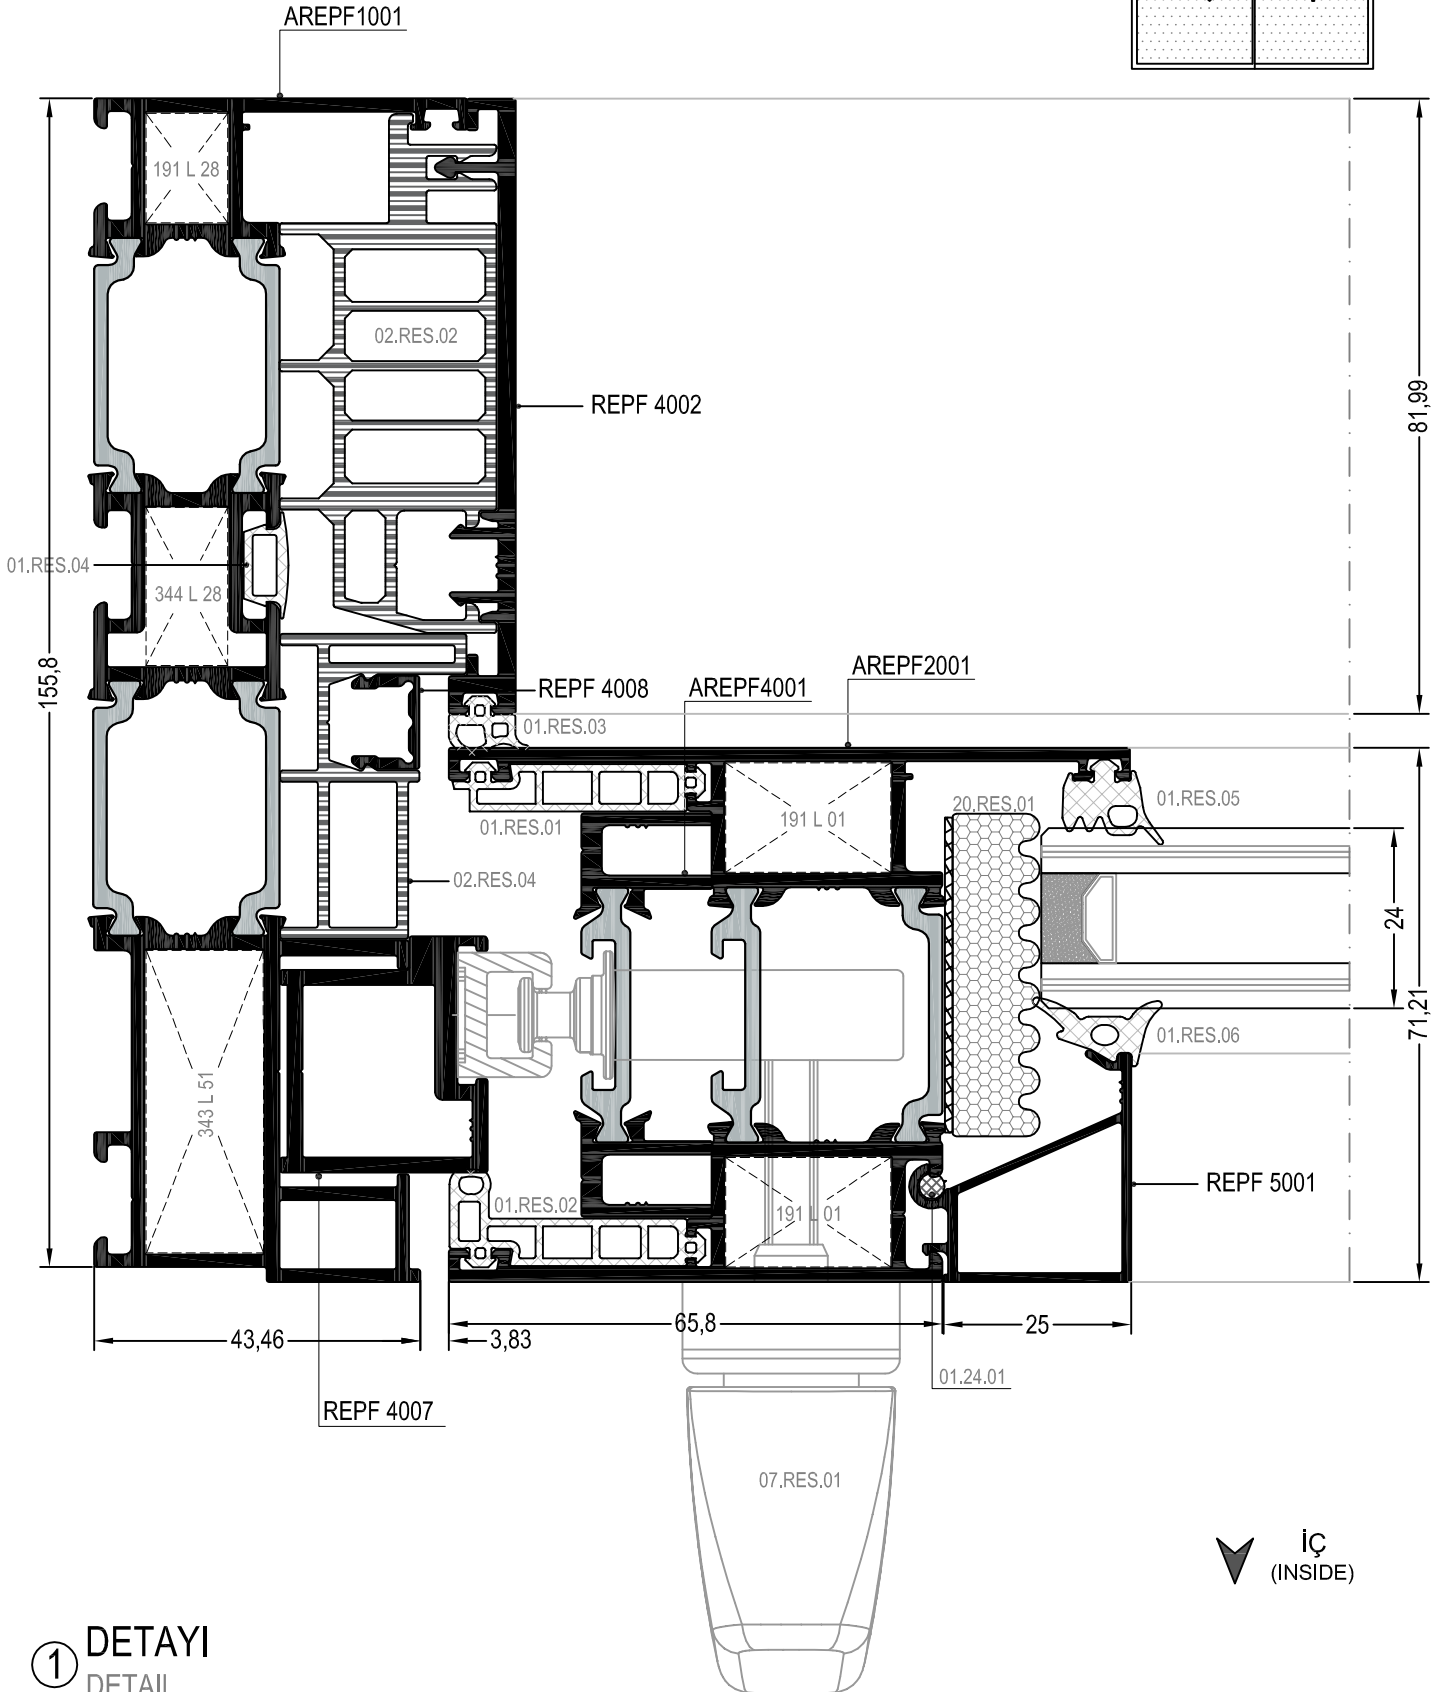 AREPF1001
191 L 28
02.RES.02
REPF 4002
81,99
01.RES.04
344 L 28
155,8
REPF 4008
AREPF4001
AREPF2001
01.RES.03
01.RES.01
191 L 01
20.RES.01
01.RES.05
02.RES.04
24
71,21
01.RES.06
343 L 51
01.RES.02
191 L 01
REPF 5001
43,46
3,83
65,8
25
01.24.01
REPF 4007
07.RES.01
İÇ
(INSIDE)
1 DETAYI
DETAIL